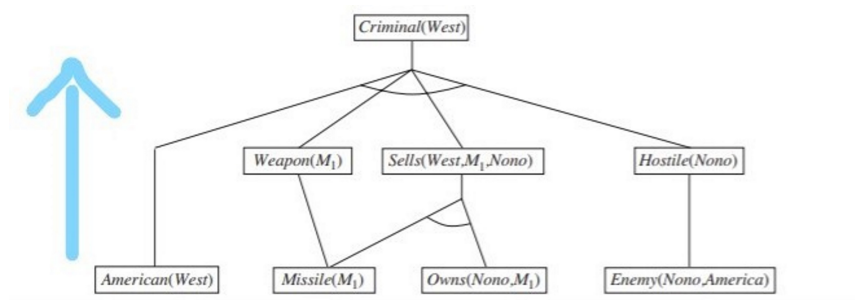 Criminal(West)
Weapon(M₁) Sells(West,M₁,Nono) Hostile(Nono)
American(West) Missile(M₁) Owns(Nono,M₁) Enemy(Nono,America)